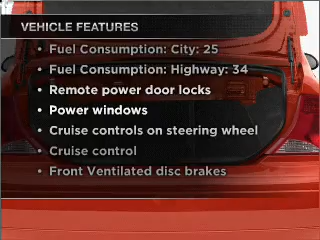 VEHICLE FEATURES
• Fuel Consumption: City: 25
• Fuel Consumption: Highway: 34
• Remote power door locks
• Power windows
• Cruise controls on steering wheel
• Cruise control
• Front Ventilated disc brakes